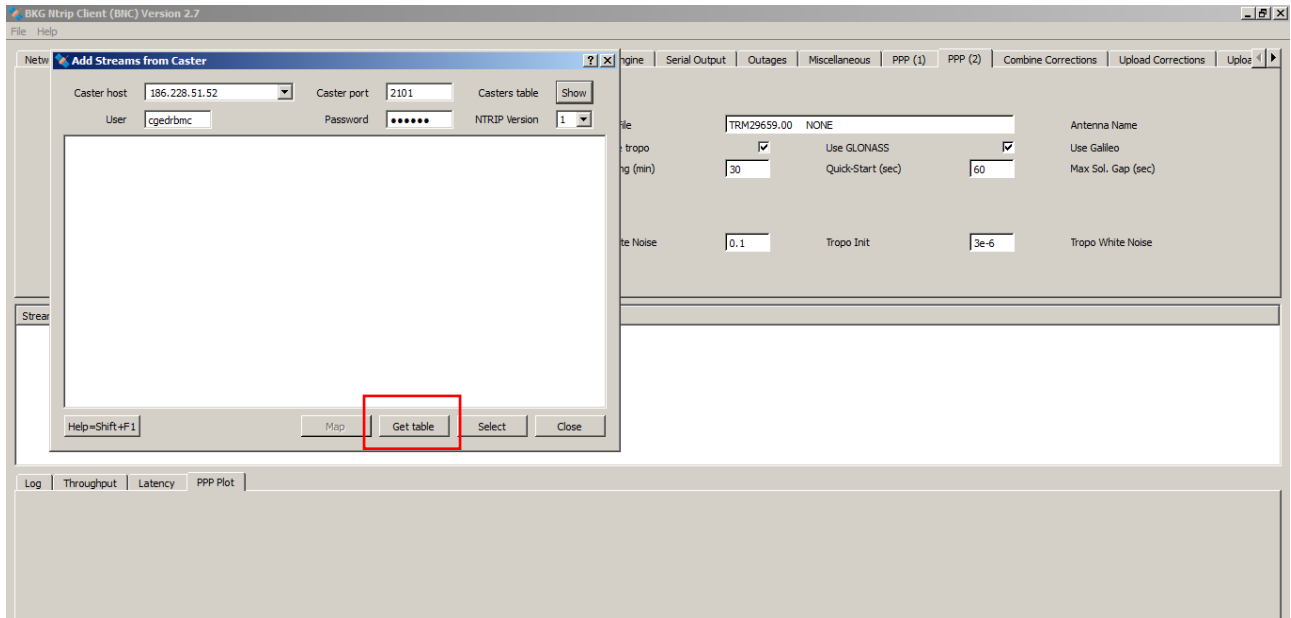 BKG Ntrip Client (BNC) Version 2.7
File Help
Netw
Add Streams from Caster
ngine Serial Output Outages Miscellaneous PPP (1) PPP (2) Combine Corrections Upload Corrections Uploa
Caster host 186.228.51.52 Caster port 2101 Casters table Show
User cgedrbmc Password ●●●●●● NTRIP Version 1
File TRM29659.00 NONE Antenna Name
tropo Use GLONASS Use Galileo
ng (min) 30 Quick-Start (sec) 60 Max Sol. Gap (sec)
te Noise 0.1 Tropo Init 3e-6 Tropo White Noise
Strear
Help=Shift+F1 Map Get table Select Close
Log Throughput Latency PPP Plot